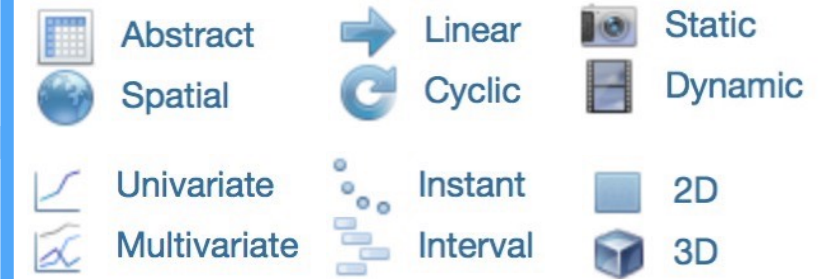 Abstract Linear Static
Spatial Cyclic Dynamic
Univariate Instant 2D
Multivariate Interval 3D